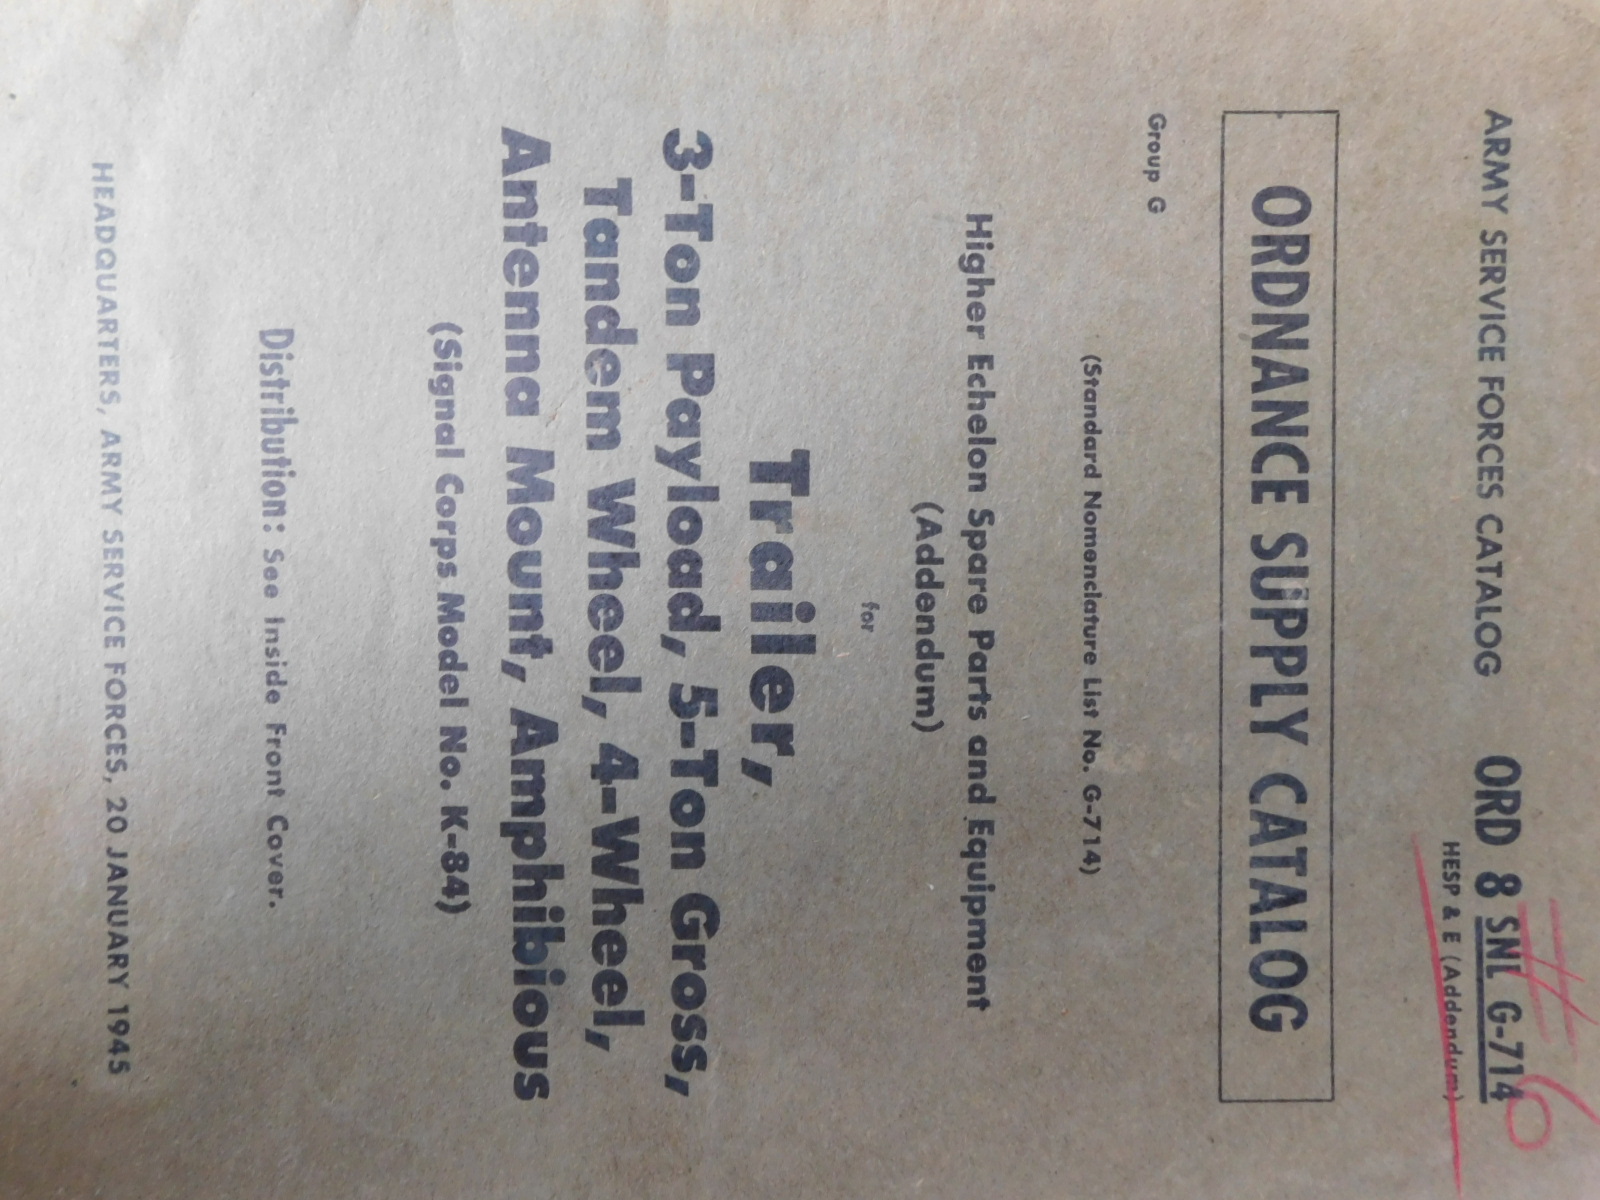 #6
ARMY SERVICE FORCES CATALOG ORD 8 SNL G-714
HESP & E (Addendum)
ORDNANCE SUPPLY CATALOG
Group G
(Standard Nomenclature List No. G-714)
Higher Echelon Spare Parts and Equipment
(Addendum)
for
Trailer,
3-Ton Payload, 5-Ton Gross,
Tandem Wheel, 4-Wheel,
Antenna Mount, Amphibious
(Signal Corps Model No. K-84)
Distribution: See Inside Front Cover.
HEADQUARTERS, ARMY SERVICE FORCES, 20 JANUARY 1945